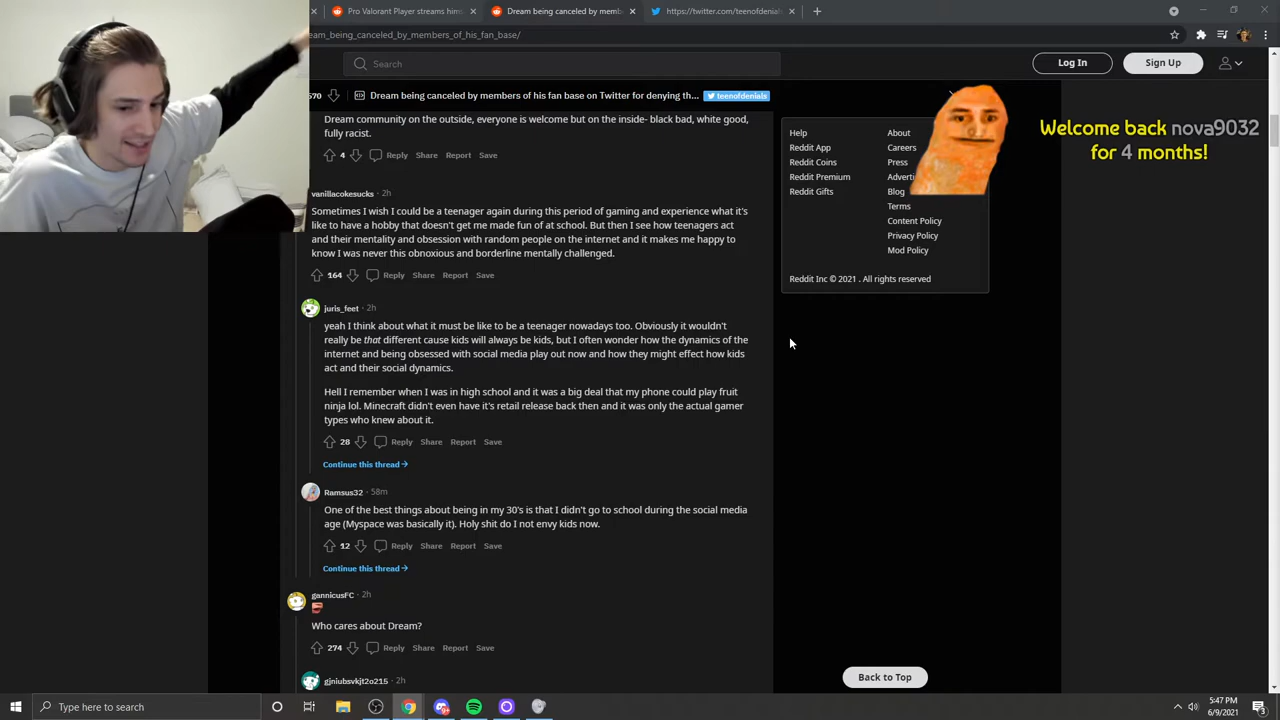 Pro Valorant Player streams hims
Dream being canceled by memb
https://twitter.com/teenofdenials
eam_being_canceled_by_members_of_his_fan_base/
Search
Log In
Sign Up
570
Dream being canceled by members of his fan base on Twitter for denying th...
teenofdenials
Dream community on the outside, everyone is welcome but on the inside- black bad, white good,
fully racist.
4 Reply Share Report Save
vanillacokesucks · 2h
Sometimes I wish I could be a teenager again during this period of gaming and experience what it's
like to have a hobby that doesn't get me made fun of at school. But then I see how teenagers act
and their mentality and obsession with random people on the internet and it makes me happy to
know I was never this obnoxious and borderline mentally challenged.
164 Reply Share Report Save
juris_feet · 2h
yeah I think about what it must be like to be a teenager nowadays too. Obviously it wouldn't
really be that different cause kids will always be kids, but I often wonder how the dynamics of the
internet and being obsessed with social media play out now and how they might effect how kids
act and their social dynamics.
Hell I remember when I was in high school and it was a big deal that my phone could play fruit
ninja lol. Minecraft didn't even have it's retail release back then and it was only the actual gamer
types who knew about it.
28 Reply Share Report Save
Continue this thread
Ramsus32 · 58m
One of the best things about being in my 30's is that I didn't go to school during the social media
age (Myspace was basically it). Holy shit do I not envy kids now.
12 Reply Share Report Save
Continue this thread
gannicusFC · 2h
Who cares about Dream?
274 Reply Share Report Save
gjniubsvkjt2o215 · 2h
Help
Reddit App
Reddit Coins
Reddit Premium
Reddit Gifts
About
Careers
Press
Adverti
Blog
Terms
Content Policy
Privacy Policy
Mod Policy
Reddit Inc © 2021 . All rights reserved
Back to Top
Welcome back nova9032
for 4 months!
Type here to search
5:47 PM
6/9/2021